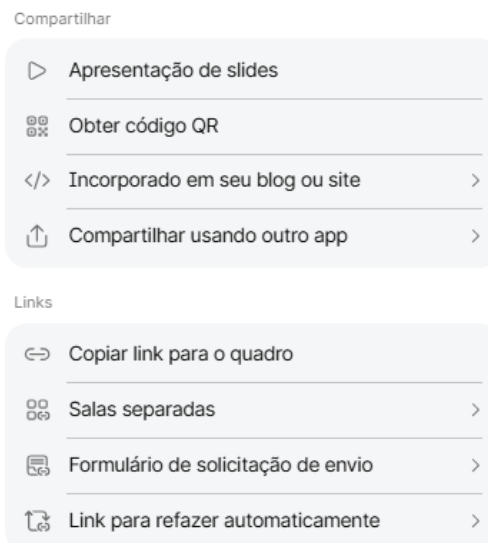 Compartilhar
Apresentação de slides
Obter código QR
Incorporado em seu blog ou site
Compartilhar usando outro app
Links
Copiar link para o quadro
Salas separadas
Formulário de solicitação de envio
Link para refazer automaticamente